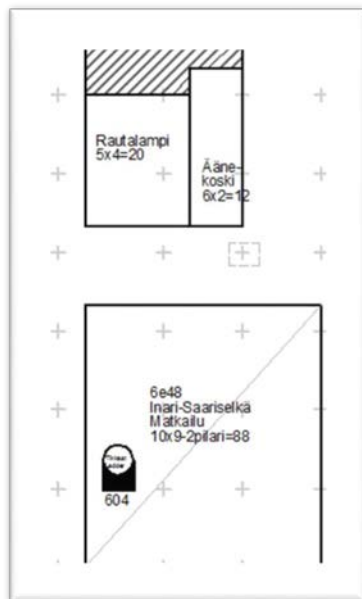 Rautalampi
5x4=20
Ääne-
koski
6x2=12
6e48
Inari-Saariselkä
Matkailu
10x9-2pilari=88
604